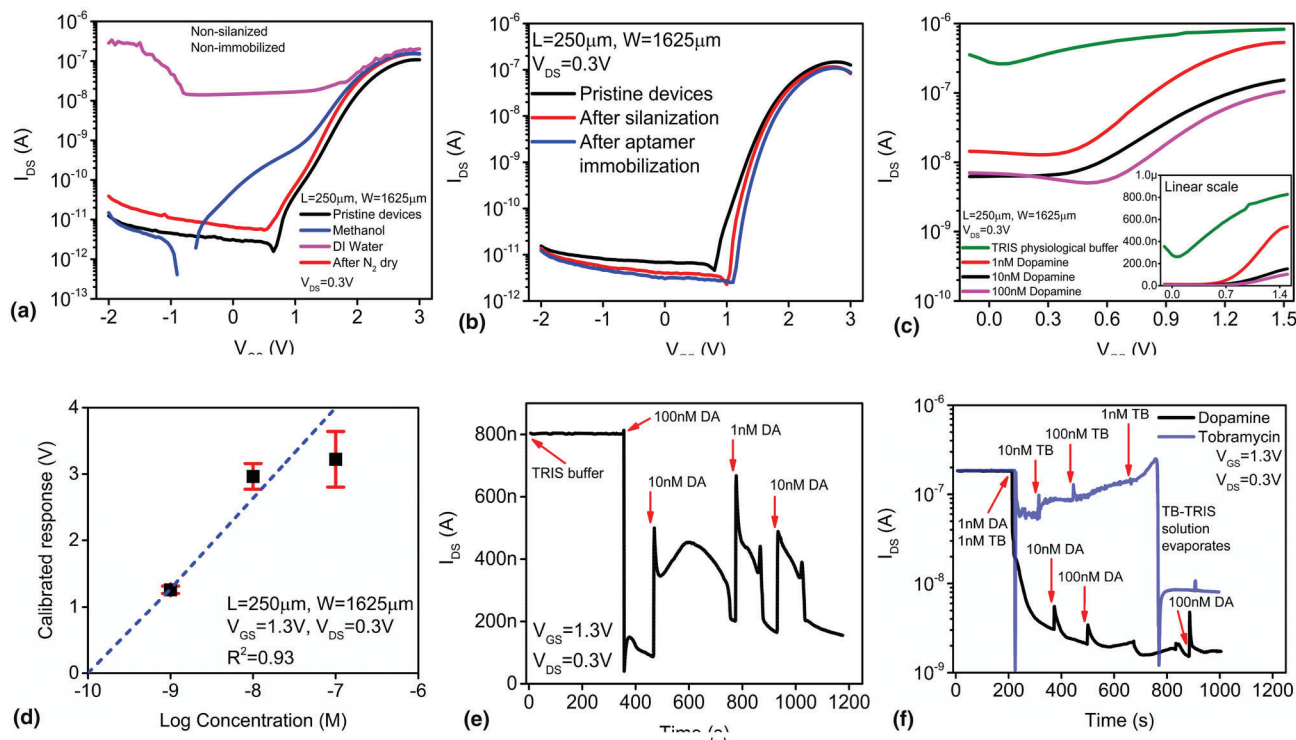 10^-6
10^-7
10^-8
10^-9
10^-10
10^-11
10^-12
10^-13
I_DS (A)
Non-silanized
Non-immobilized
L=250μm, W=1625μm
Pristine devices
Methanol
DI Water
After N_2 dry
V_DS=0.3V
-2 -1 0 1 2 3
(a)
10^-6
10^-7
10^-8
10^-9
10^-10
10^-11
10^-12
I_DS (A)
L=250μm, W=1625μm
V_DS=0.3V
Pristine devices
After silanization
After aptamer
immobilization
-2 -1 0 1 2 3
(b)
10^-6
10^-7
10^-8
10^-9
10^-10
I_DS (A)
L=250μm, W=1625μm
V_DS=0.3V
TRIS physiological buffer
1nM Dopamine
10nM Dopamine
100nM Dopamine
Linear scale
1.0μ
800.0n
600.0n
400.0n
200.0n
0.0
0.0 0.7 1.4
0.0 0.3 0.6 0.9 1.2 1.5
(c)
4
3
2
1
0
Calibrated response (V)
L=250μm, W=1625μm
V_GS=1.3V, V_DS=0.3V
R^2=0.93
-10 -9 -8 -7 -6
Log Concentration (M)
(d)
800n
600n
400n
200n
0
I_DS (A)
TRIS buffer
100nM DA
10nM DA
1nM DA
10nM DA
V_GS=1.3V
V_DS=0.3V
0 200 400 600 800 1000 1200
(e)
10^-6
10^-7
10^-8
10^-9
I_DS (A)
Dopamine
Tobramycin
V_GS=1.3V
V_DS=0.3V
1nM TB
100nM TB
10nM TB
1nM DA
1nM TB
10nM DA
100nM DA
TB-TRIS
solution
evaporates
100nM DA
0 200 400 600 800 1000
Time (s)
(f)